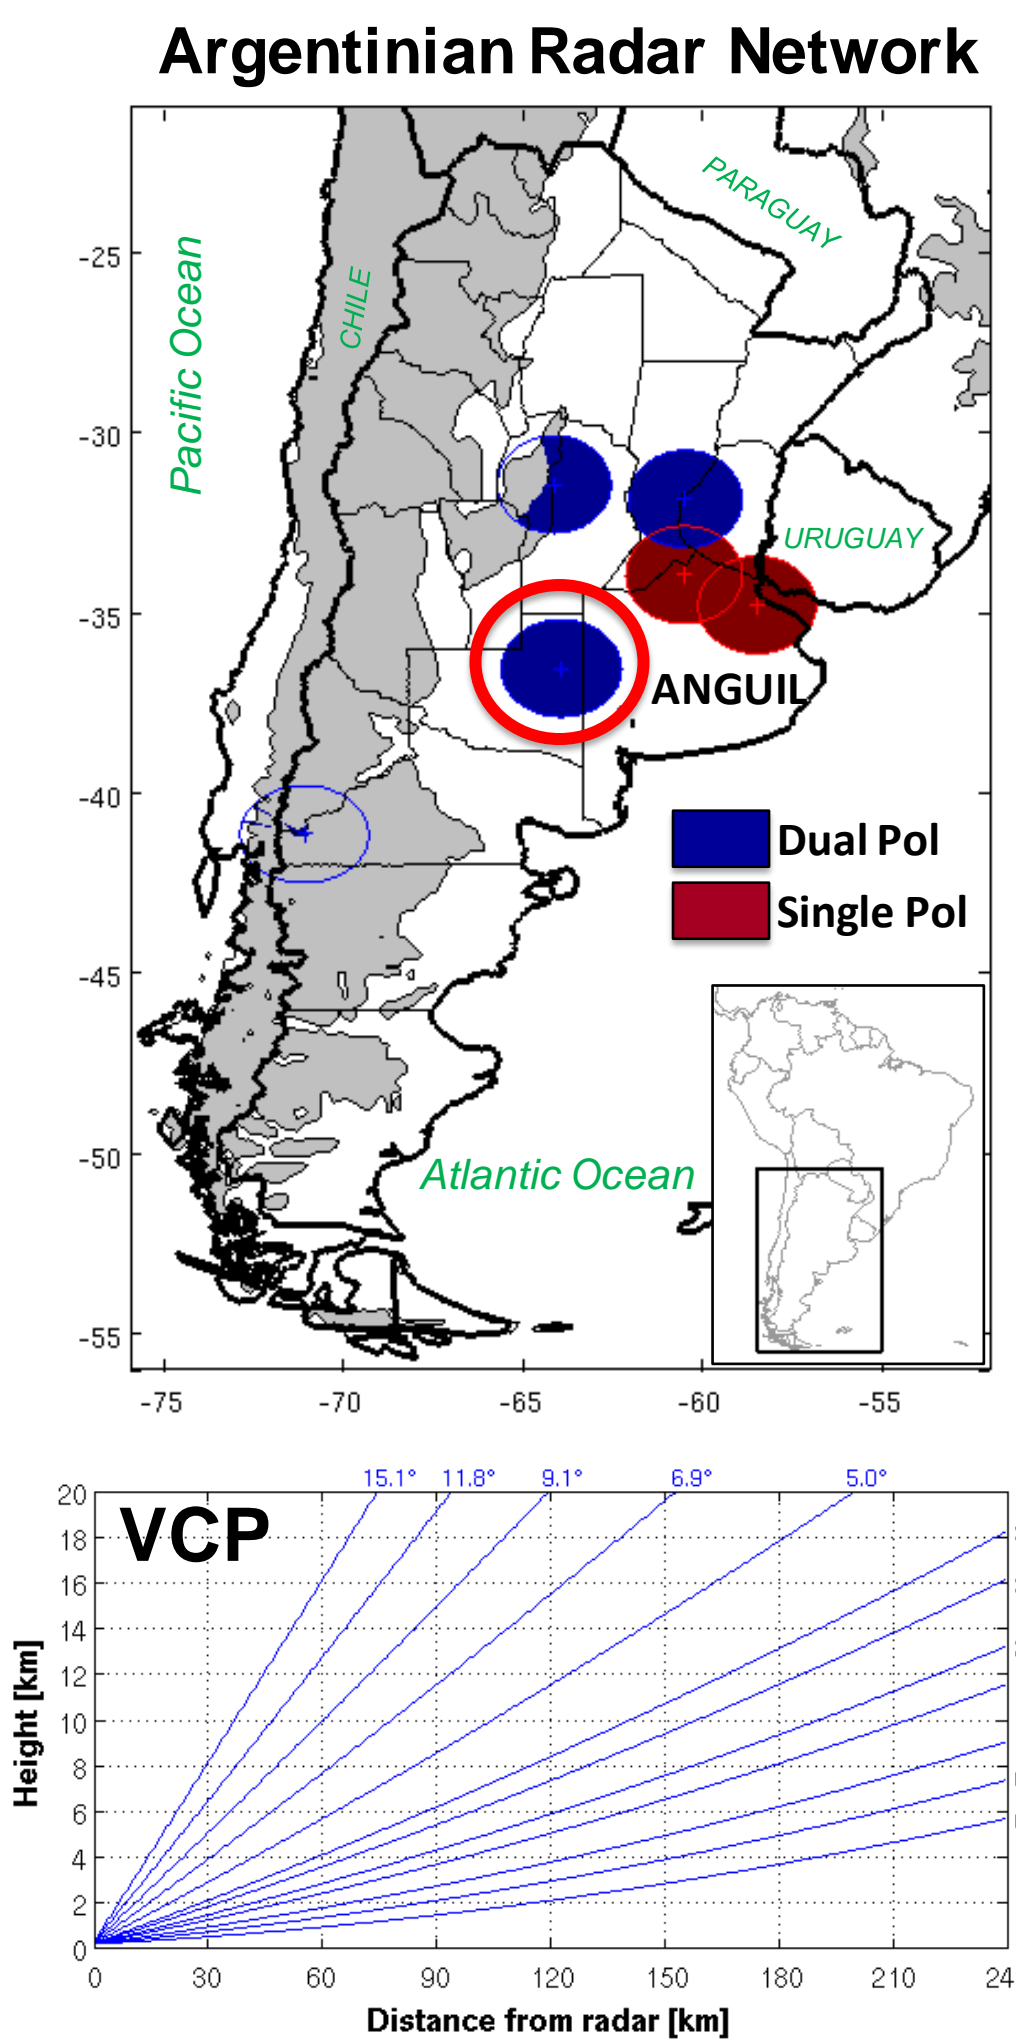 Argentinian Radar Network
PARAGUAY
-25
Pacific Ocean
CHILE
-30
URUGUAY
-35
ANGUIL
-40
Dual Pol
Single Pol
-45
-50
Atlantic Ocean
-55
-75 -70 -65 -60 -55
15.1° 11.8° 9.1° 6.9° 5.0°
VCP
20
18
16
14
12
10
8
6
4
2
0
Height [km]
0 30 60 90 120 150 180 210 24
Distance from radar [km]